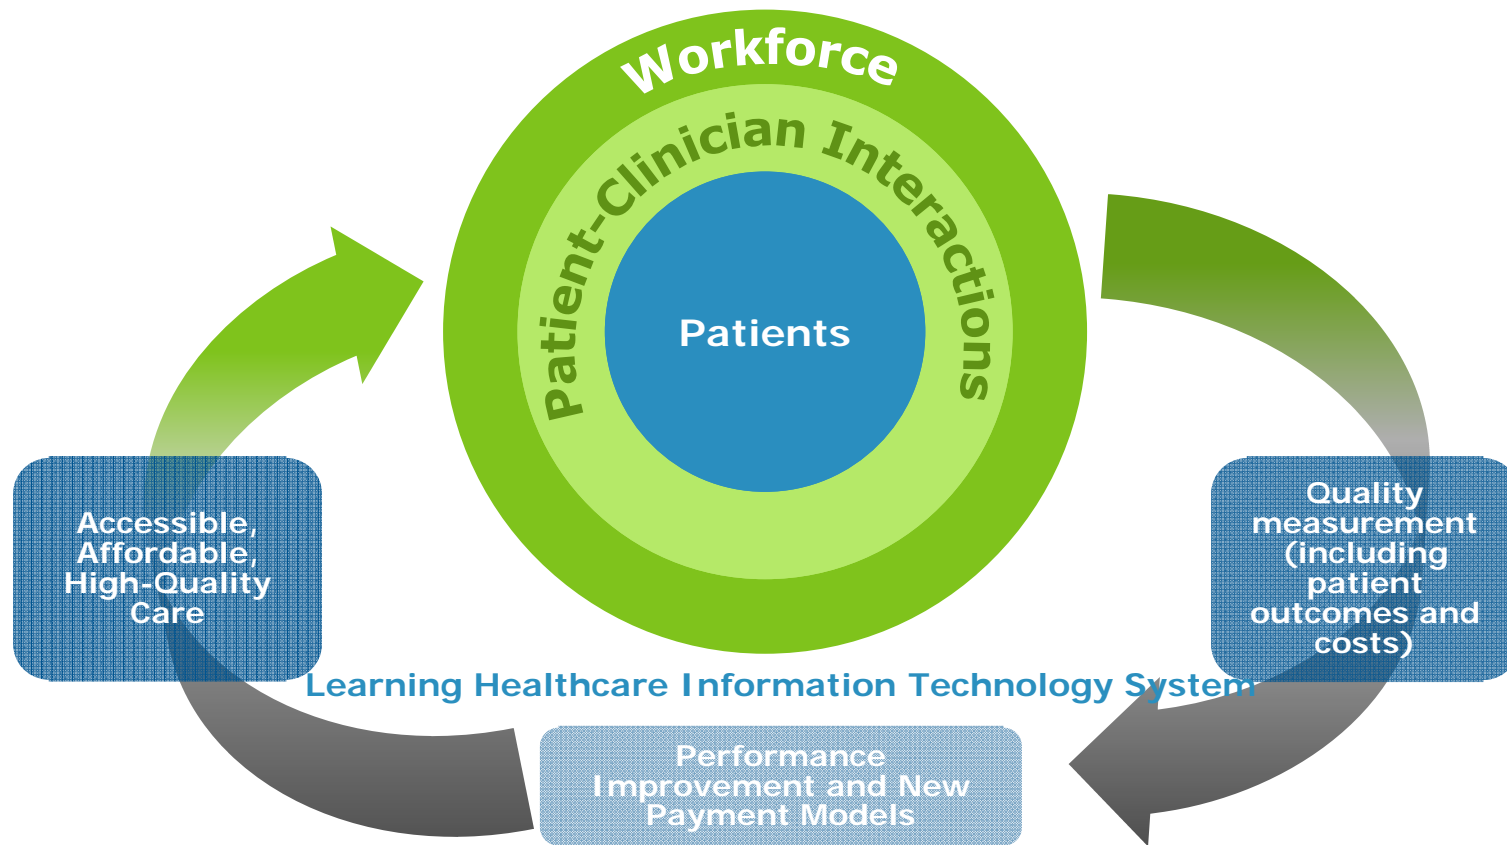 Workforce
Patient-Clinician Interactions
Patients
Accessible,
Affordable,
High-Quality
Care
Quality
measurement
(including
patient
outcomes and
costs)
Learning Healthcare Information Technology System
Performance
Improvement and New
Payment Models